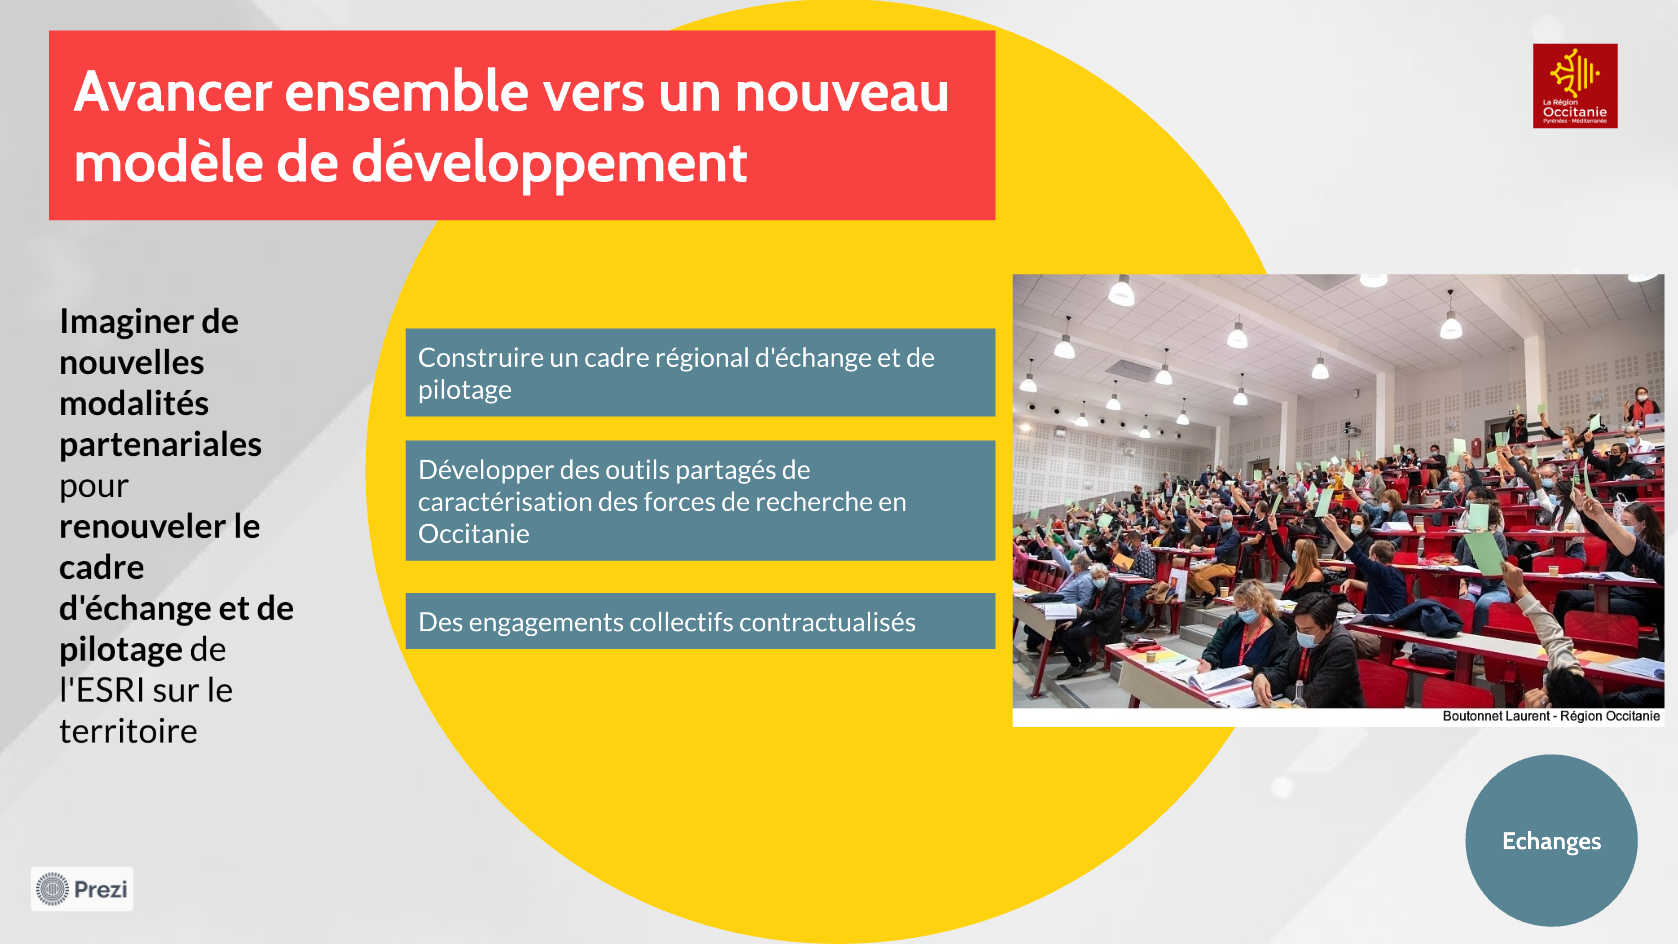 Avancer ensemble vers un nouveau
modèle de développement
La Région
Occitanie
Pyrénées - Méditerranée
Imaginer de
nouvelles
modalités
partenariales
pour
renouveler le
cadre
d'échange et de
pilotage de
l'ESRI sur le
territoire
Construire un cadre régional d'échange et de
pilotage
Développer des outils partagés de
caractérisation des forces de recherche en
Occitanie
Des engagements collectifs contractualisés
Boutonnet Laurent - Région Occitanie
Echanges
Prezi